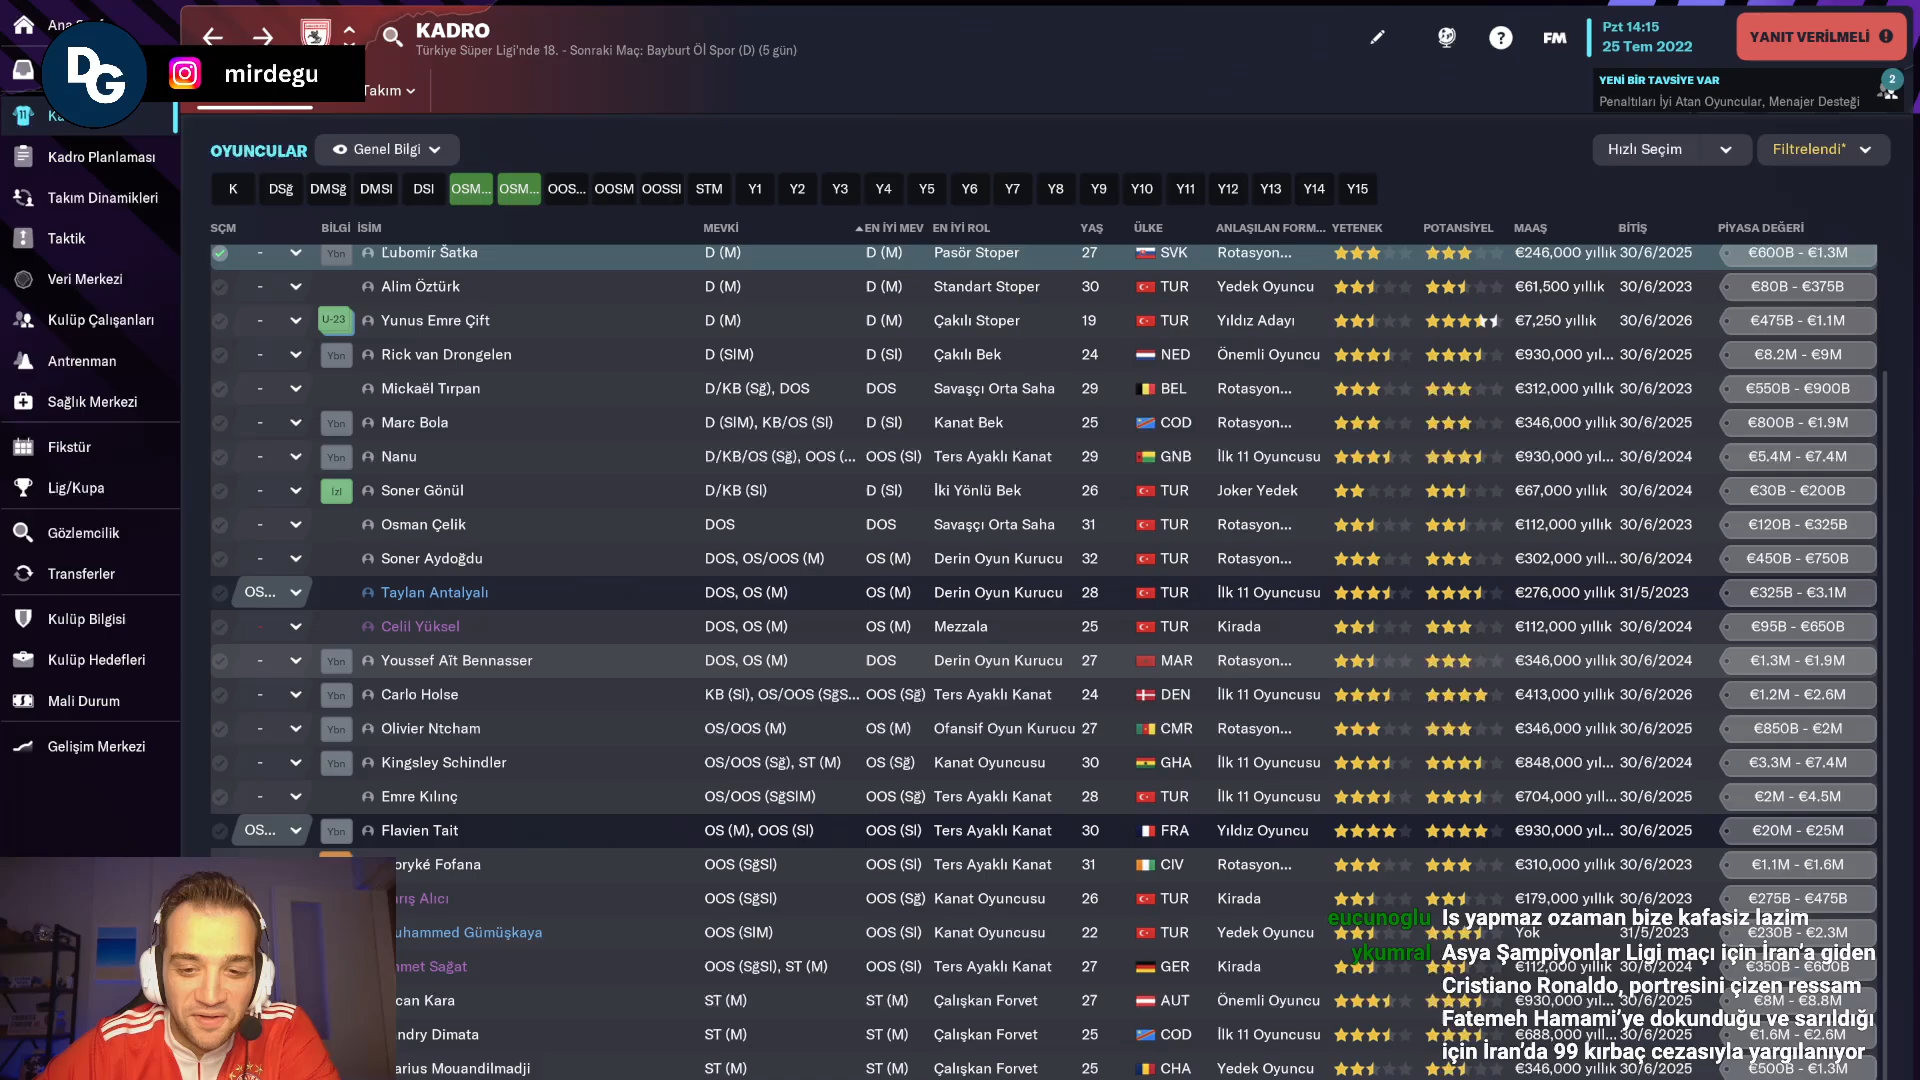 Ana
DG
mirdegu
KADRO
Türkiye Süper Ligi'nde 18. - Sonraki Maç: Bayburt Öl Spor (D) (5 gün)
Takım
FM
Pzt 14:15
25 Tem 2022
YANIT VERİLMELİ
YENİ BİR TAVSİYE VAR
Penaltıları İyi Atan Oyuncular, Menajer Desteği
2
Kadro Planlaması
Takım Dinamikleri
Taktik
Veri Merkezi
Kulüp Çalışanları
Antrenman
Sağlık Merkezi
Fikstür
Lig/Kupa
Gözlemcilik
Transferler
Kulüp Bilgisi
Kulüp Hedefleri
Mali Durum
Gelişim Merkezi
OYUNCULAR Genel Bilgi
Hızlı Seçim Filtrelendi*
K DSğ DMSğ DMSl DSl OSM... OSM... OOS... OOSM OOSSl STM Y1 Y2 Y3 Y4 Y5 Y6 Y7 Y8 Y9 Y10 Y11 Y12 Y13 Y14 Y15
SÇM BİLGİ İSİM MEVKİ EN İYİ MEV EN İYİ ROL YAŞ ÜLKE ANLAŞILAN FORM... YETENEK POTANSİYEL MAAŞ BİTİŞ PİYASA DEĞERİ
- Ybn Ľubomír Šatka D (M) D (M) Pasör Stoper 27 SVK Rotasyon... €246,000 yıllık 30/6/2025 €600B - €1.3M
- Alim Öztürk D (M) D (M) Standart Stoper 30 TUR Yedek Oyuncu €61,500 yıllık 30/6/2023 €80B - €375B
- U-23 Yunus Emre Çift D (M) D (M) Çakılı Stoper 19 TUR Yıldız Adayı €7,250 yıllık 30/6/2026 €475B - €1.1M
- Ybn Rick van Drongelen D (SlM) D (Sl) Çakılı Bek 24 NED Önemli Oyuncu €930,000 yıl... 30/6/2025 €8.2M - €9M
- Mickaël Tırpan D/KB (Sğ), DOS DOS Savaşçı Orta Saha 29 BEL Rotasyon... €312,000 yıllık 30/6/2023 €550B - €900B
- Ybn Marc Bola D (SlM), KB/OS (Sl) D (Sl) Kanat Bek 25 COD Rotasyon... €346,000 yıllık 30/6/2025 €800B - €1.9M
- Ybn Nanu D/KB/OS (Sğ), OOS (... OOS (Sl) Ters Ayaklı Kanat 29 GNB İlk 11 Oyuncusu €930,000 yıl... 30/6/2024 €5.4M - €7.4M
- İzl Soner Gönül D/KB (Sl) D (Sl) İki Yönlü Bek 26 TUR Joker Yedek €67,000 yıllık 30/6/2024 €30B - €200B
- Osman Çelik DOS DOS Savaşçı Orta Saha 31 TUR Rotasyon... €112,000 yıllık 30/6/2023 €120B - €325B
- Soner Aydoğdu DOS, OS/OOS (M) OS (M) Derin Oyun Kurucu 32 TUR Rotasyon... €302,000 yıll... 30/6/2024 €450B - €750B
OS... Taylan Antalyalı DOS, OS (M) OS (M) Derin Oyun Kurucu 28 TUR İlk 11 Oyuncusu €276,000 yıllık 31/5/2023 €325B - €3.1M
- Celil Yüksel DOS, OS (M) OS (M) Mezzala 25 TUR Kirada €112,000 yıllık 30/6/2024 €95B - €650B
- Ybn Youssef Aït Bennasser DOS, OS (M) DOS Derin Oyun Kurucu 27 MAR Rotasyon... €346,000 yıllık 30/6/2024 €1.3M - €1.9M
- Ybn Carlo Holse KB (Sl), OS/OOS (SğS... OOS (Sğ) Ters Ayaklı Kanat 24 DEN İlk 11 Oyuncusu €413,000 yıllık 30/6/2026 €1.2M - €2.6M
- Ybn Olivier Ntcham OS/OOS (M) OS (M) Ofansif Oyun Kurucu 27 CMR Rotasyon... €346,000 yıllık 30/6/2025 €850B - €2M
- Ybn Kingsley Schindler OS/OOS (Sğ), ST (M) OS (Sğ) Kanat Oyuncusu 30 GHA İlk 11 Oyuncusu €848,000 yıl... 30/6/2024 €3.3M - €7.4M
- Emre Kılınç OS/OOS (SğSlM) OOS (Sğ) Ters Ayaklı Kanat 28 TUR İlk 11 Oyuncusu €704,000 yıl... 30/6/2025 €2M - €4.5M
OS... Ybn Flavien Tait OS (M), OOS (Sl) OOS (Sl) Ters Ayaklı Kanat 30 FRA Yıldız Oyuncu €930,000 yıl... 30/6/2025 €20M - €25M
oryké Fofana OOS (SğSl) OOS (Sl) Ters Ayaklı Kanat 31 CIV Rotasyon... €310,000 yıllık 30/6/2023 €1.1M - €1.6M
arış Alıcı OOS (SğSl) OOS (Sğ) Kanat Oyuncusu 26 TUR Kirada €179,000 yıllık 30/6/2024 €275B - €475B
uhammed Gümüşkaya OOS (SlM) OOS (Sl) Kanat Oyuncusu 22 TUR Yedek Oyuncu Yok 31/5/2023 €230B - €2.3M
hmet Sağat OOS (SğSl), ST (M) OOS (Sl) Ters Ayaklı Kanat 27 GER Kirada €112,000 yıllık 30/6/2024 €350B - €600B
rcan Kara ST (M) ST (M) Çalışkan Forvet 27 AUT Önemli Oyuncu €930,000 yıl... 30/6/2025 €8M - €8.8M
ndry Dimata ST (M) ST (M) Çalışkan Forvet 25 COD İlk 11 Oyuncusu €688,000 yıl... 30/6/2025 €1.6M - €2.6M
arius Mouandilmadji ST (M) ST (M) Çalışkan Forvet 25 CHA Yedek Oyuncu €346,000 yıllık 30/6/2025 €500B - €1.3M
eucunoglu Is yapmaz ozaman bize kafasiz lazim
ykumral Asya Şampiyonlar Ligi maçı için İran'a giden
Cristiano Ronaldo, portresini çizen ressam
Fatemeh Hamami'ye dokunduğu ve sarıldığı
için İran'da 99 kırbaç cezasıyla yargılanıyor